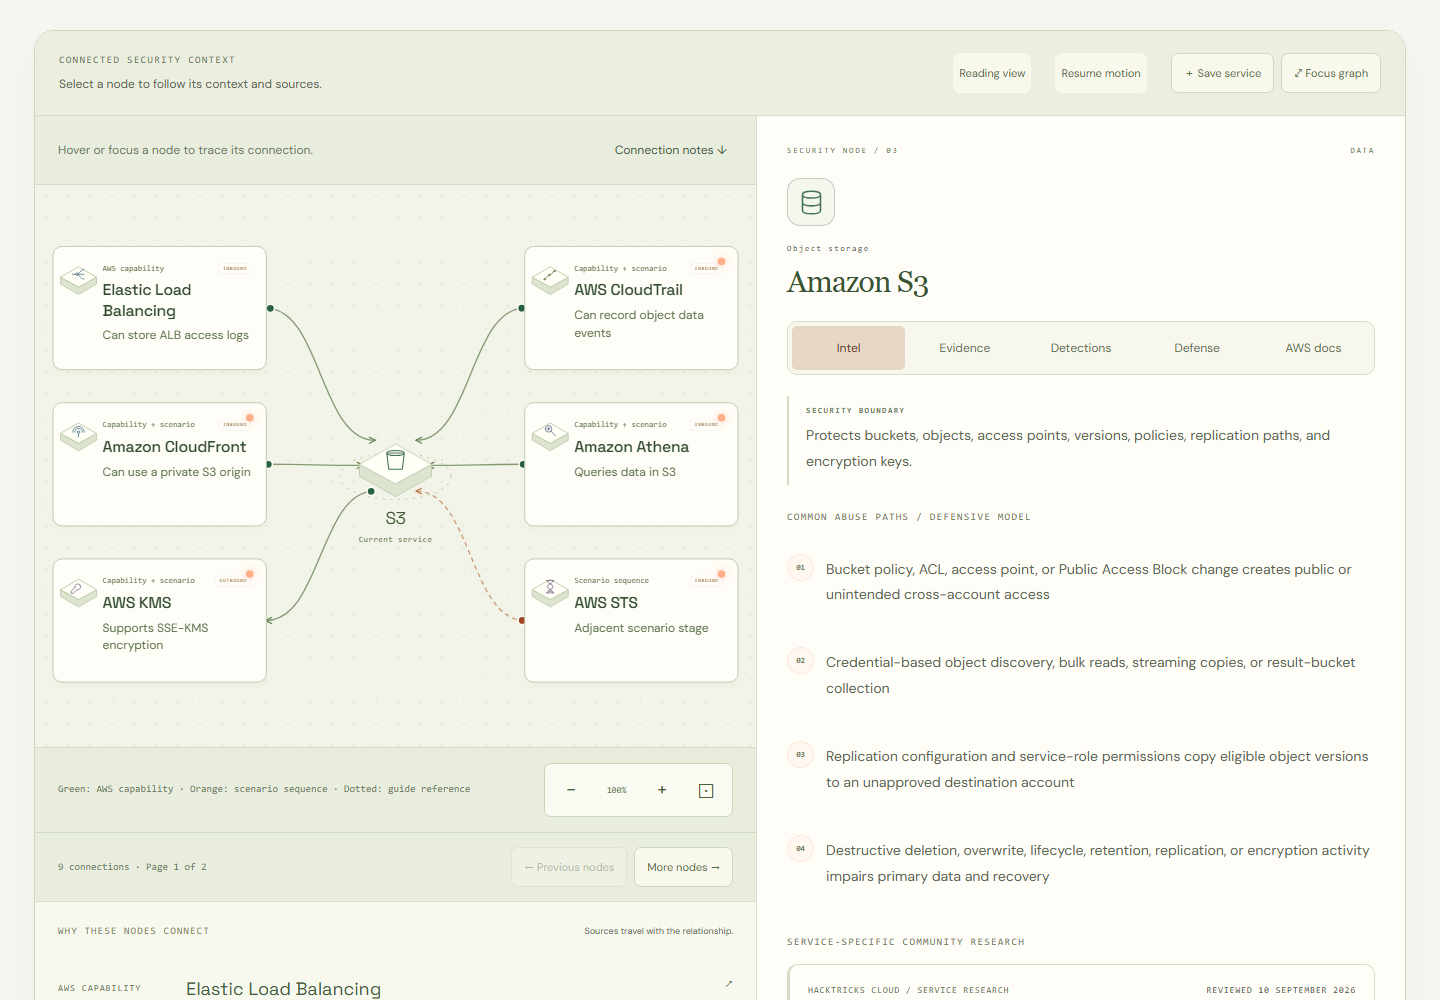 CONNECTED SECURITY CONTEXT
Select a node to follow its context and sources.
Reading view
Resume motion
+ Save service
⤢ Focus graph
Hover or focus a node to trace its connection.
Connection notes ↓
AWS capability
INBOUND
Elastic Load
Balancing
Can store ALB access logs
Capability + scenario
INBOUND
AWS CloudTrail
Can record object data
events
Capability + scenario
INBOUND
Amazon CloudFront
Can use a private S3 origin
Capability + scenario
INBOUND
Amazon Athena
Queries data in S3
S3
Current service
Capability + scenario
OUTBOUND
AWS KMS
Supports SSE-KMS
encryption
Scenario sequence
INBOUND
AWS STS
Adjacent scenario stage
Green: AWS capability · Orange: scenario sequence · Dotted: guide reference
− 100% +
9 connections · Page 1 of 2
← Previous nodes
More nodes →
WHY THESE NODES CONNECT
Sources travel with the relationship.
AWS CAPABILITY
Elastic Load Balancing
↗
SECURITY NODE / 03
DATA
Object storage
Amazon S3
Intel
Evidence
Detections
Defense
AWS docs
SECURITY BOUNDARY
Protects buckets, objects, access points, versions, policies, replication paths, and
encryption keys.
COMMON ABUSE PATHS / DEFENSIVE MODEL
01
Bucket policy, ACL, access point, or Public Access Block change creates public or
unintended cross-account access
02
Credential-based object discovery, bulk reads, streaming copies, or result-bucket
collection
03
Replication configuration and service-role permissions copy eligible object versions
to an unapproved destination account
04
Destructive deletion, overwrite, lifecycle, retention, replication, or encryption activity
impairs primary data and recovery
SERVICE-SPECIFIC COMMUNITY RESEARCH
HACKTRICKS CLOUD / SERVICE RESEARCH
REVIEWED 10 SEPTEMBER 2026